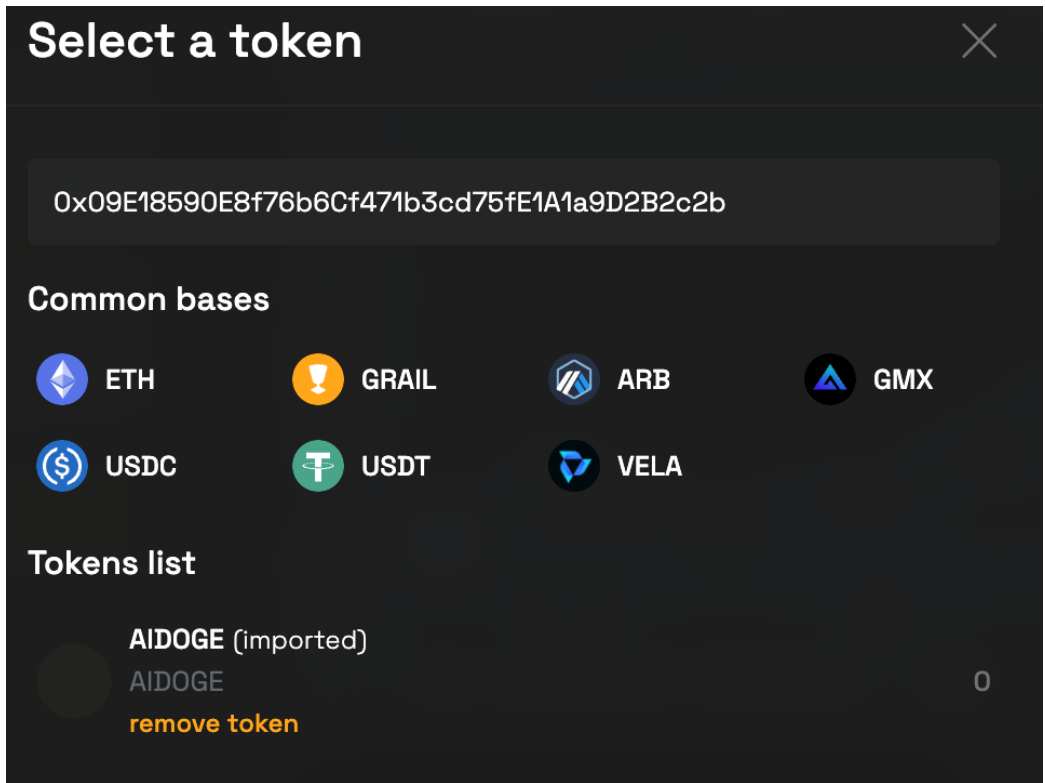 Select a token
0x09E18590E8f76b6Cf471b3cd75fE1A1a9D2B2c2b
Common bases
ETH GRAIL ARB GMX
USDC USDT VELA
Tokens list
AIDOGE (imported)
AIDOGE 0
remove token